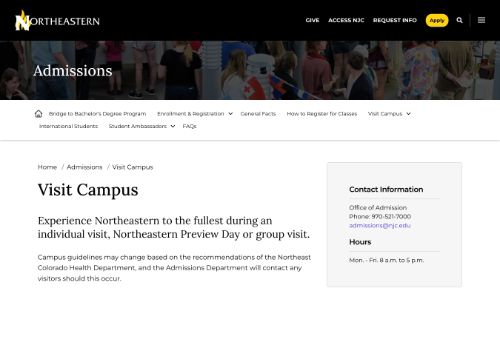 NORTHEASTERN
GIVE ACCESS NJC REQUEST INFO Apply
Admissions
Bridge to Bachelor's Degree Program Enrollment & Registration General Facts How to Register for Classes Visit Campus
International Students Student Ambassadors FAQs
Home / Admissions / Visit Campus
Visit Campus
Experience Northeastern to the fullest during an
individual visit, Northeastern Preview Day or group visit.
Campus guidelines may change based on the recommendations of the Northeast
Colorado Health Department, and the Admissions Department will contact any
visitors should this occur.
Contact Information
Office of Admission
Phone: 970-521-7000
admissions@njc.edu
Hours
Mon. - Fri. 8 a.m. to 5 p.m.